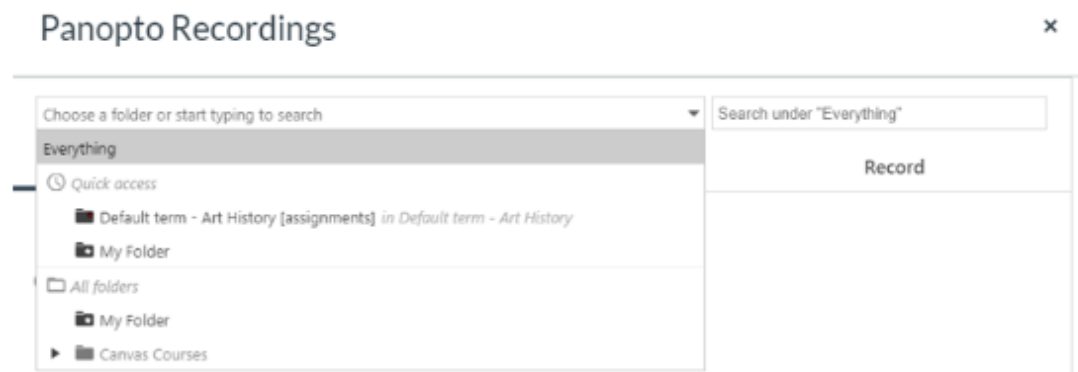 Panopto Recordings
×
Choose a folder or start typing to search
Search under "Everything"
Everything
Record
Quick access
Default term - Art History [assignments] in Default term - Art History
My Folder
All folders
My Folder
Canvas Courses